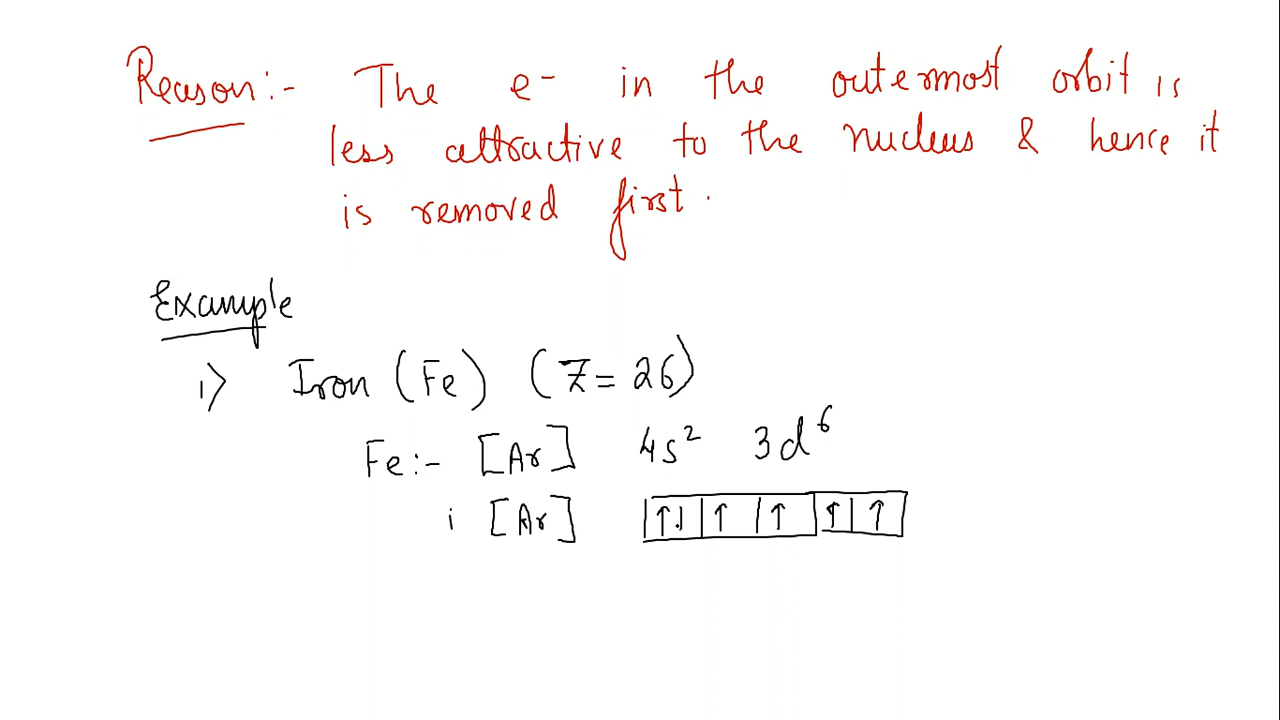 Reason:- The e⁻ in the outermost orbit is
less attractive to the nucleus & hence it
is removed first.
Example
1) Iron (Fe) (Z = 26)
Fe:- [Ar] 4s² 3d⁶
i [Ar] ↑↓ ↑ ↑ ↑ ↑